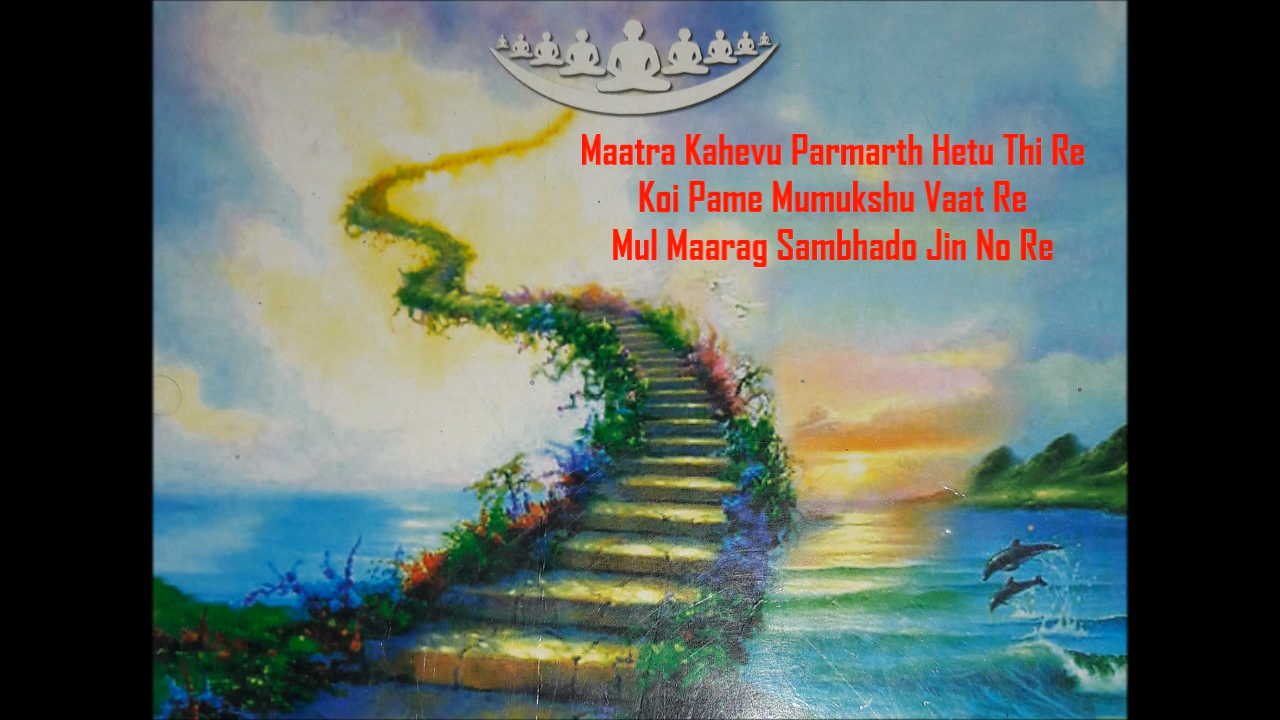 Maatra Kahevu Parmarth Hetu Thi Re
Koi Pame Mumukshu Vaat Re
Mul Maarag Sambhado Jin No Re